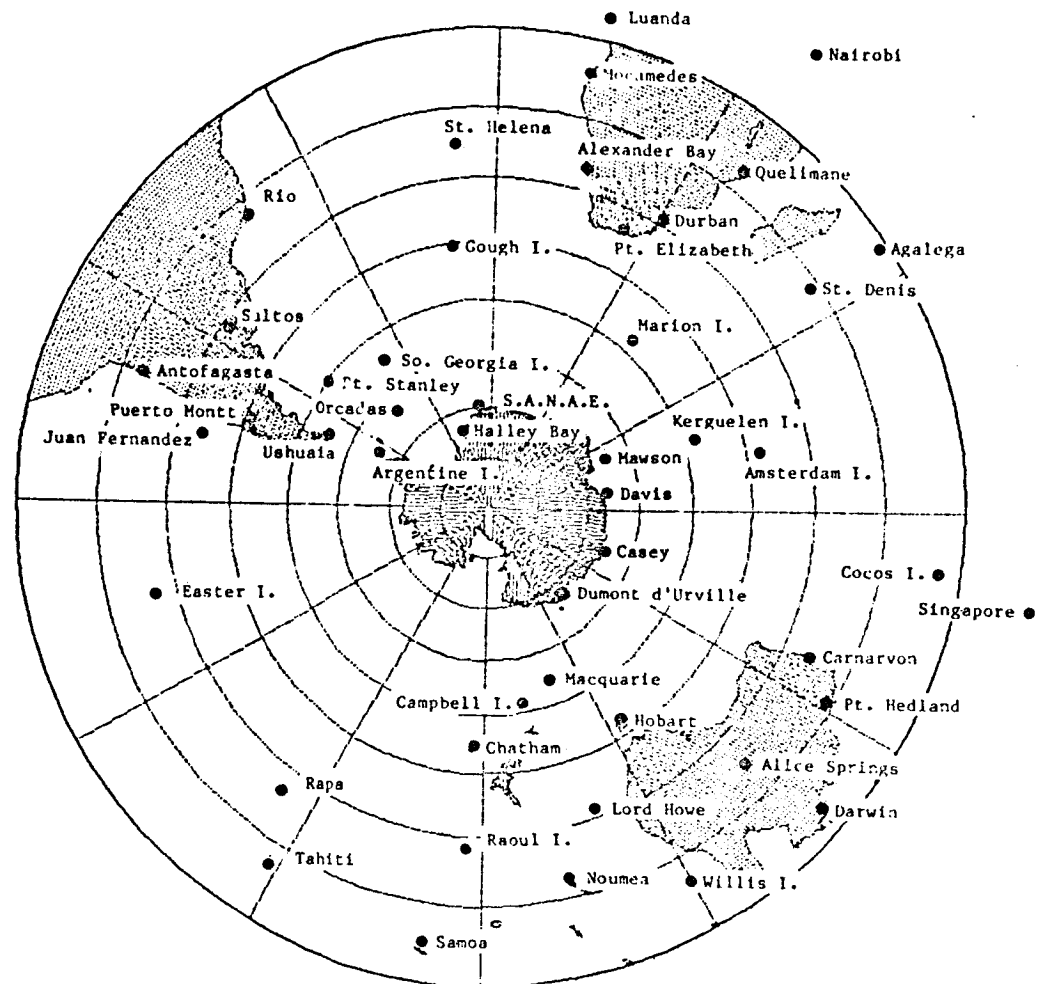 Luanda
Nairobi
Mocamedes
St. Helena
Alexander Bay
Quelimane
Rio
Durban
Pt. Elizabeth
Gough I.
Agalega
St. Denis
Saltos
Marion I.
So. Georgia I.
Antofagasta
Pt. Stanley
S.A.N.A.E.
Puerto Montt
Orcadas
Kerguelen I.
Juan Fernandez
Halley Bay
Ushuaia
Mawson
Argentine I.
Amsterdam I.
Davis
Casey
Cocos I.
Easter I.
Dumont d'Urville
Singapore
Carnarvon
Macquarie
Campbell I.
Pt. Hedland
Hobart
Chatham
Alice Springs
Rapa
Lord Howe
Darwin
Raoul I.
Tahiti
Noumea
Willis I.
Samoa